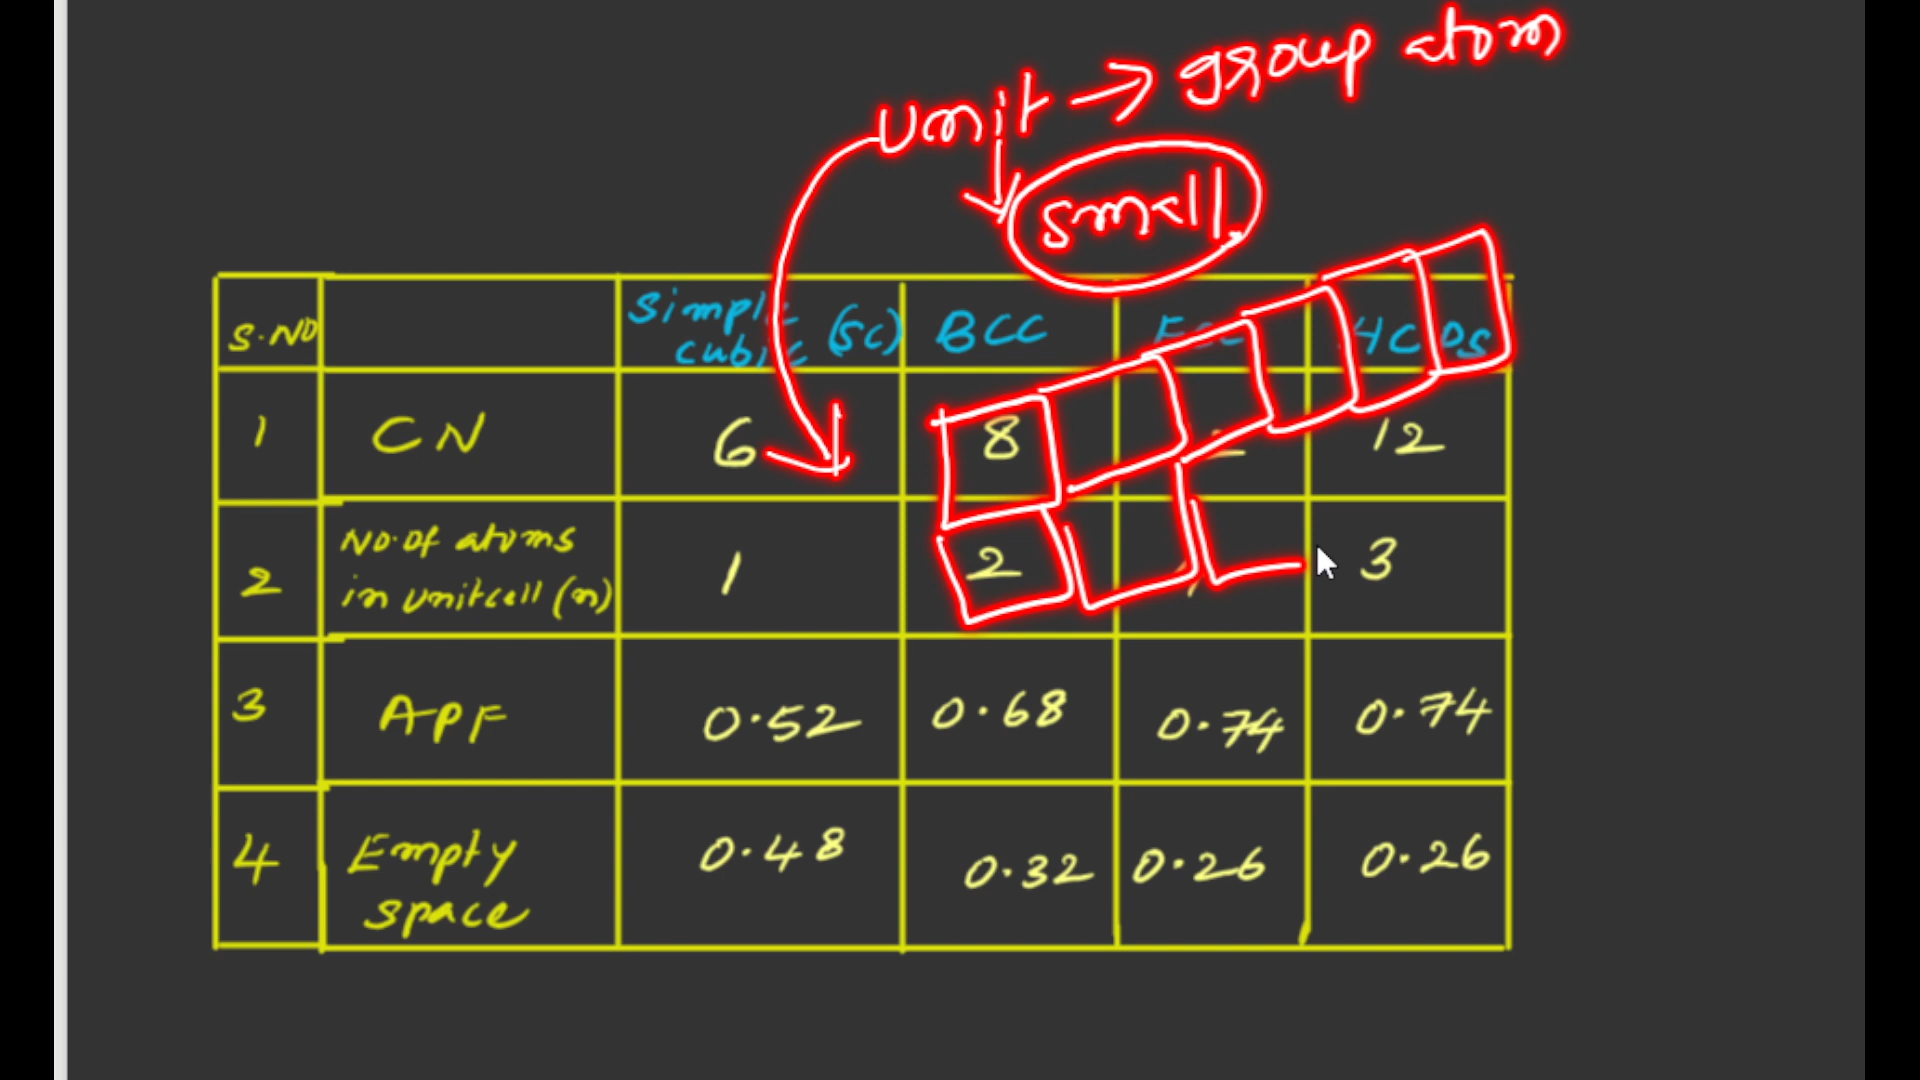 unit → group atom
small
S.NO Simple cubic (SC) BCC
1 CN 6 8 12
2 NO. Of atoms in unitcell (n) 1 2 3
3 APF 0.52 0.68 0.74 0.74
4 Empty space 0.48 0.32 0.26 0.26